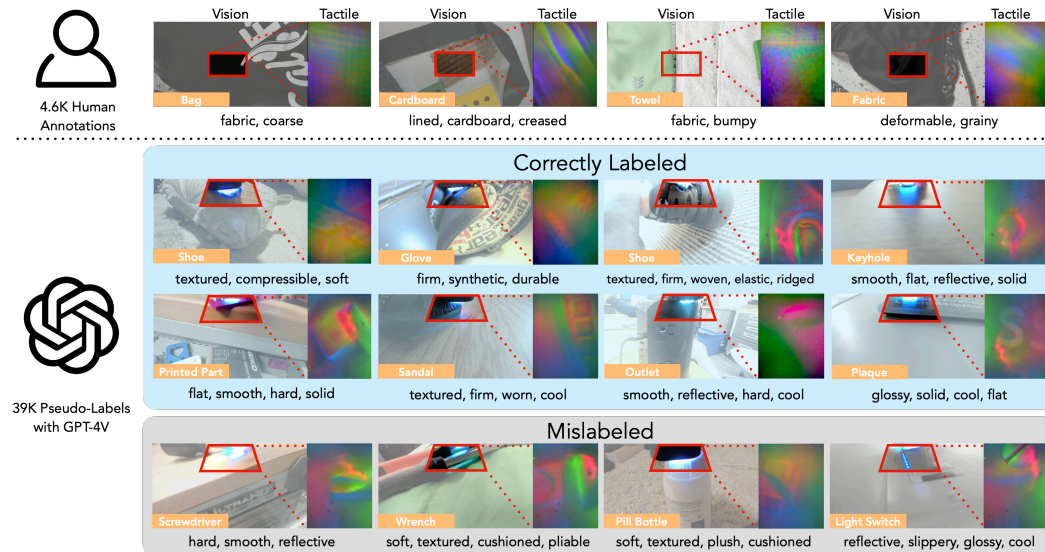 Vision Tactile Vision Tactile Vision Tactile Vision Tactile
Bag Cardboard Towel Fabric
4.6K Human
Annotations
fabric, coarse lined, cardboard, creased fabric, bumpy deformable, grainy
Correctly Labeled
Shoe Glove Shoe Keyhole
textured, compressible, soft firm, synthetic, durable textured, firm, woven, elastic, ridged smooth, flat, reflective, solid
Printed Part Sandal Outlet Plaque
flat, smooth, hard, solid textured, firm, worn, cool smooth, reflective, hard, cool glossy, solid, cool, flat
39K Pseudo-Labels
with GPT-4V
Mislabeled
Screwdriver Wrench Pill Bottle Light Switch
hard, smooth, reflective soft, textured, cushioned, pliable soft, textured, plush, cushioned reflective, slippery, glossy, cool